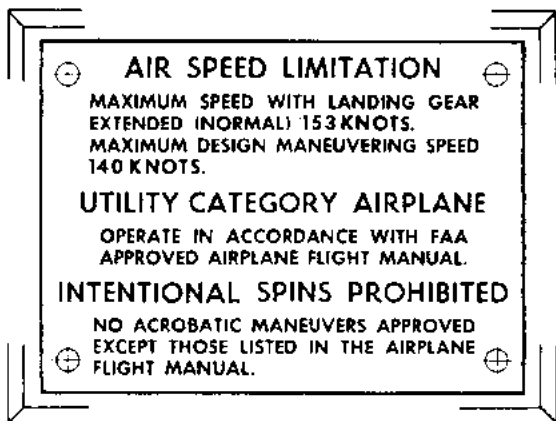 AIR SPEED LIMITATION
MAXIMUM SPEED WITH LANDING GEAR
EXTENDED (NORMAL) 153 KNOTS.
MAXIMUM DESIGN MANEUVERING SPEED
140 KNOTS.
UTILITY CATEGORY AIRPLANE
OPERATE IN ACCORDANCE WITH FAA
APPROVED AIRPLANE FLIGHT MANUAL.
INTENTIONAL SPINS PROHIBITED
NO ACROBATIC MANEUVERS APPROVED
EXCEPT THOSE LISTED IN THE AIRPLANE
FLIGHT MANUAL.